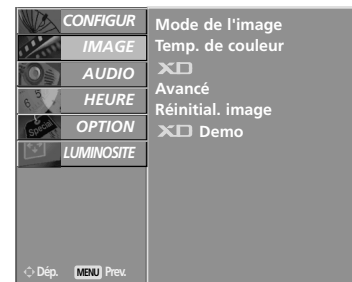 CONFIGUR
IMAGE
AUDIO
HEURE
OPTION
LUMINOSITE
Dép. MENU Prev.
Mode de l'image
Temp. de couleur
XD
Avancé
Réinitial. image
XD Demo